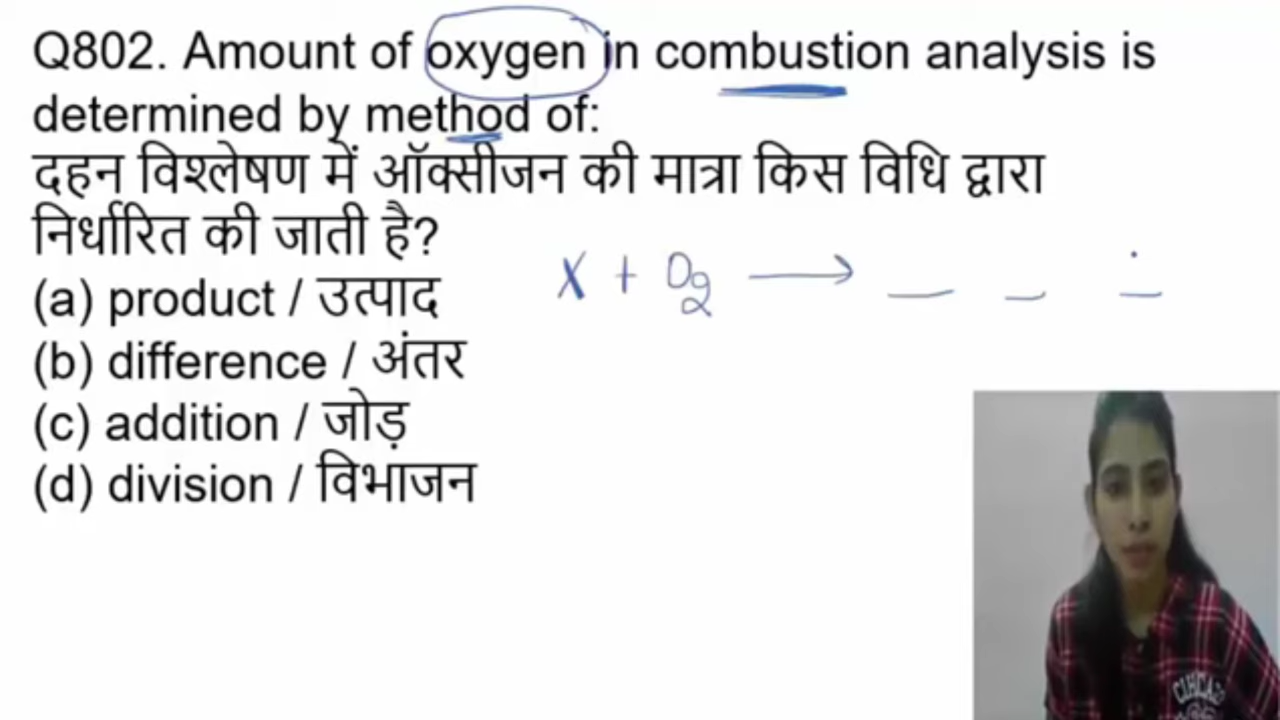 Q802. Amount of oxygen in combustion analysis is
determined by method of:
दहन विश्लेषण में ऑक्सीजन की मात्रा किस विधि द्वारा
निर्धारित की जाती है?
(a) product / उत्पाद
X + O2 → _ _ _
(b) difference / अंतर
(c) addition / जोड़
(d) division / विभाजन